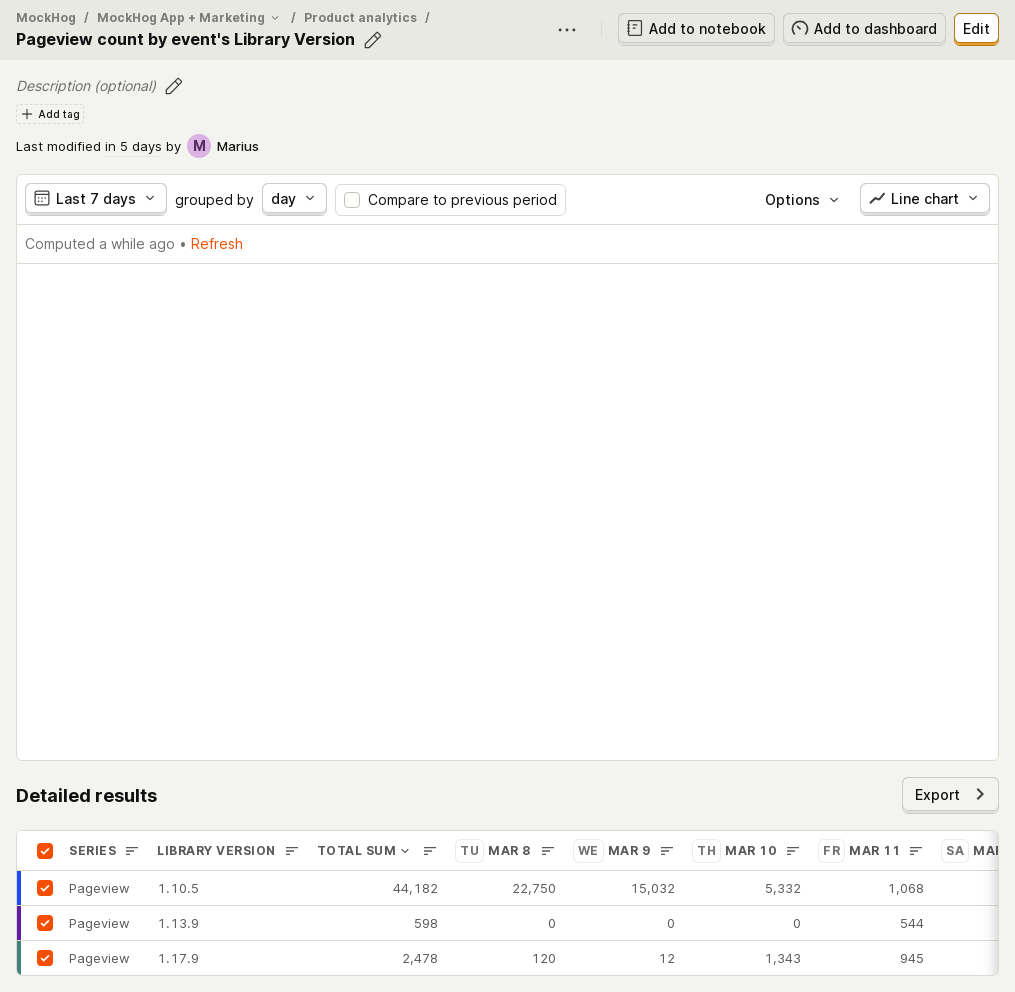 MockHog / MockHog App + Marketing / Product analytics /
Pageview count by event's Library Version
Add to notebook
Add to dashboard
Edit
Description (optional)
Add tag
Last modified in 5 days by M Marius
Last 7 days grouped by day Compare to previous period Options Line chart
Computed a while ago • Refresh
Detailed results
Export
SERIES LIBRARY VERSION TOTAL SUM TU MAR 8 WE MAR 9 TH MAR 10 FR MAR 11 SA
Pageview 1.10.5 44,182 22,750 15,032 5,332 1,068
Pageview 1.13.9 598 0 0 0 544
Pageview 1.17.9 2,478 120 12 1,343 945